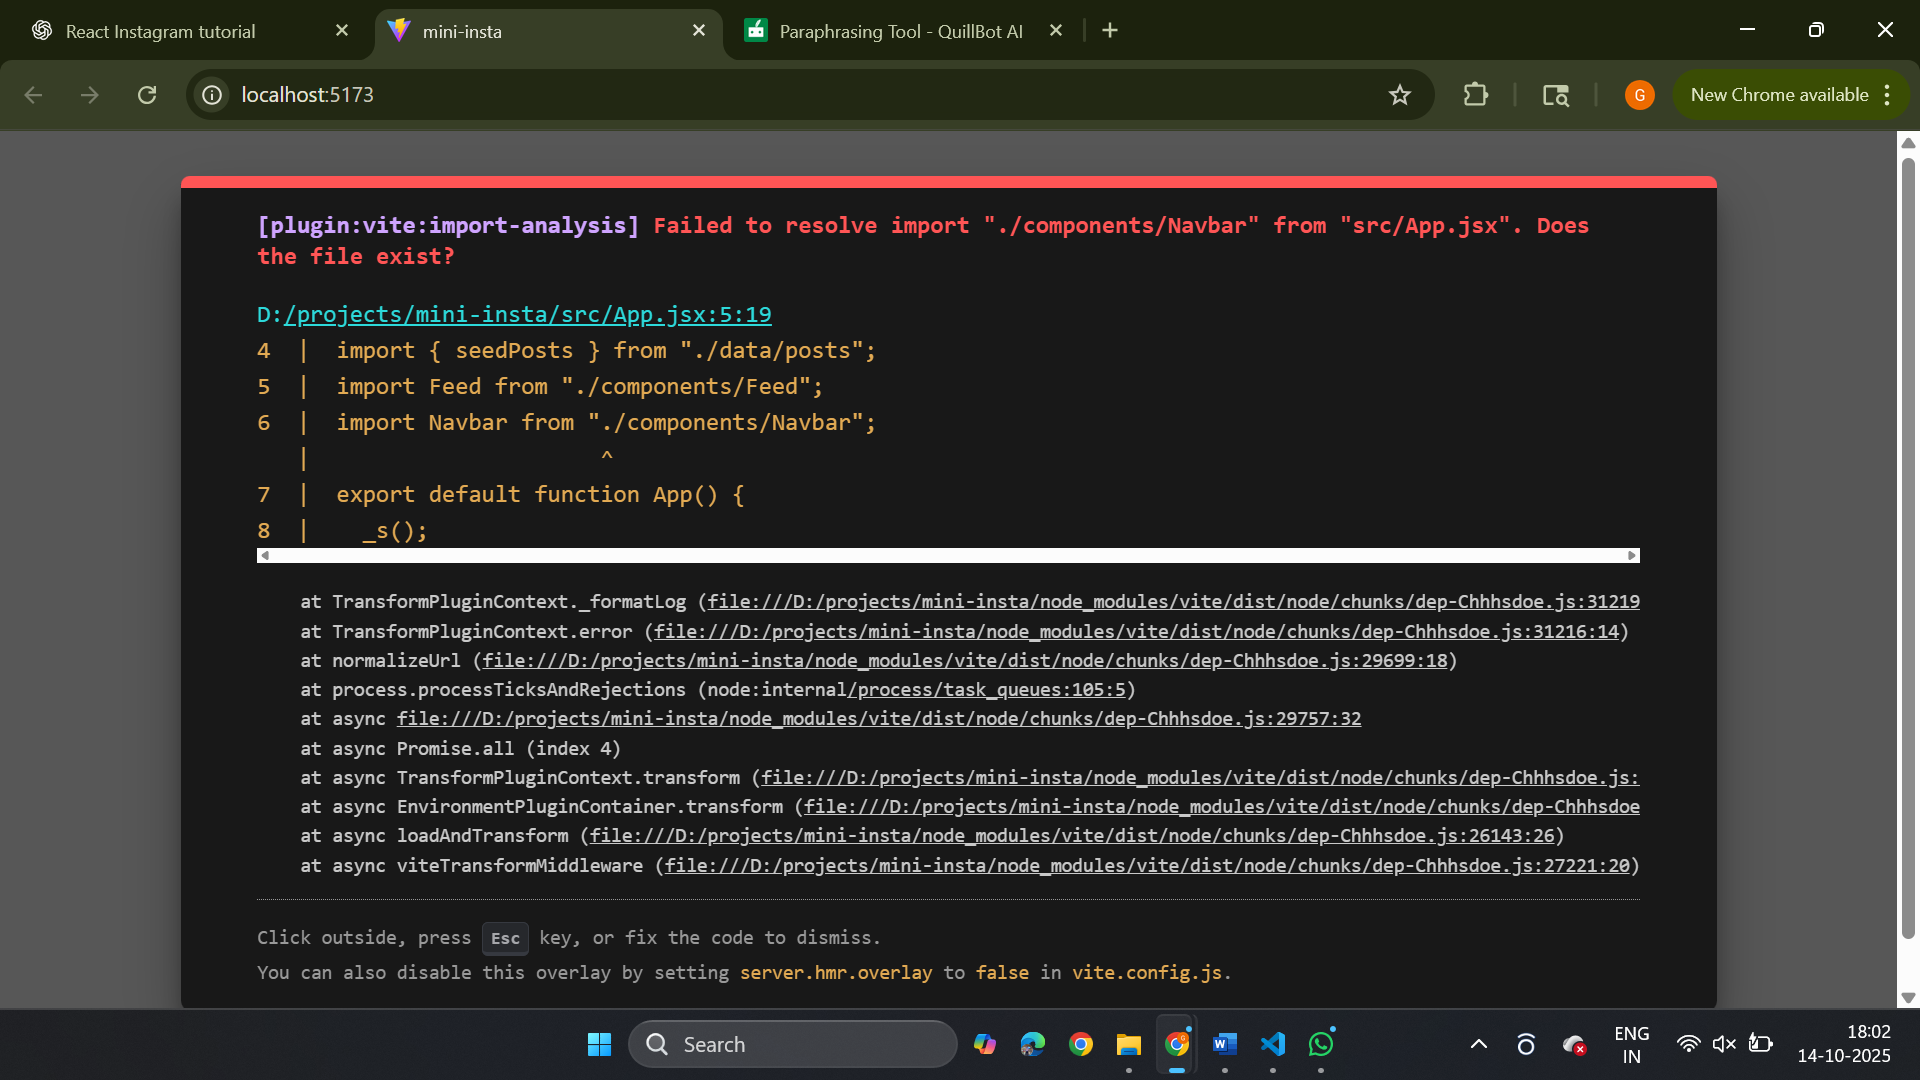 React Instagram tutorial
mini-insta
Paraphrasing Tool - QuillBot AI
localhost:5173
G
New Chrome available
[plugin:vite:import-analysis] Failed to resolve import "./components/Navbar" from "src/App.jsx". Does
the file exist?
D:/projects/mini-insta/src/App.jsx:5:19
4 | import { seedPosts } from "./data/posts";
5 | import Feed from "./components/Feed";
6 | import Navbar from "./components/Navbar";
| ^
7 | export default function App() {
8 | _s();
at TransformPluginContext._formatLog (file:///D:/projects/mini-insta/node_modules/vite/dist/node/chunks/dep-Chhhsdoe.js:31219
at TransformPluginContext.error (file:///D:/projects/mini-insta/node_modules/vite/dist/node/chunks/dep-Chhhsdoe.js:31216:14)
at normalizeUrl (file:///D:/projects/mini-insta/node_modules/vite/dist/node/chunks/dep-Chhhsdoe.js:29699:18)
at process.processTicksAndRejections (node:internal/process/task_queues:105:5)
at async file:///D:/projects/mini-insta/node_modules/vite/dist/node/chunks/dep-Chhhsdoe.js:29757:32
at async Promise.all (index 4)
at async TransformPluginContext.transform (file:///D:/projects/mini-insta/node_modules/vite/dist/node/chunks/dep-Chhhsdoe.js:
at async EnvironmentPluginContainer.transform (file:///D:/projects/mini-insta/node_modules/vite/dist/node/chunks/dep-Chhhsdoe
at async loadAndTransform (file:///D:/projects/mini-insta/node_modules/vite/dist/node/chunks/dep-Chhhsdoe.js:26143:26)
at async viteTransformMiddleware (file:///D:/projects/mini-insta/node_modules/vite/dist/node/chunks/dep-Chhhsdoe.js:27221:20)
Click outside, press Esc key, or fix the code to dismiss.
You can also disable this overlay by setting server.hmr.overlay to false in vite.config.js.
Search
ENG
IN
18:02
14-10-2025